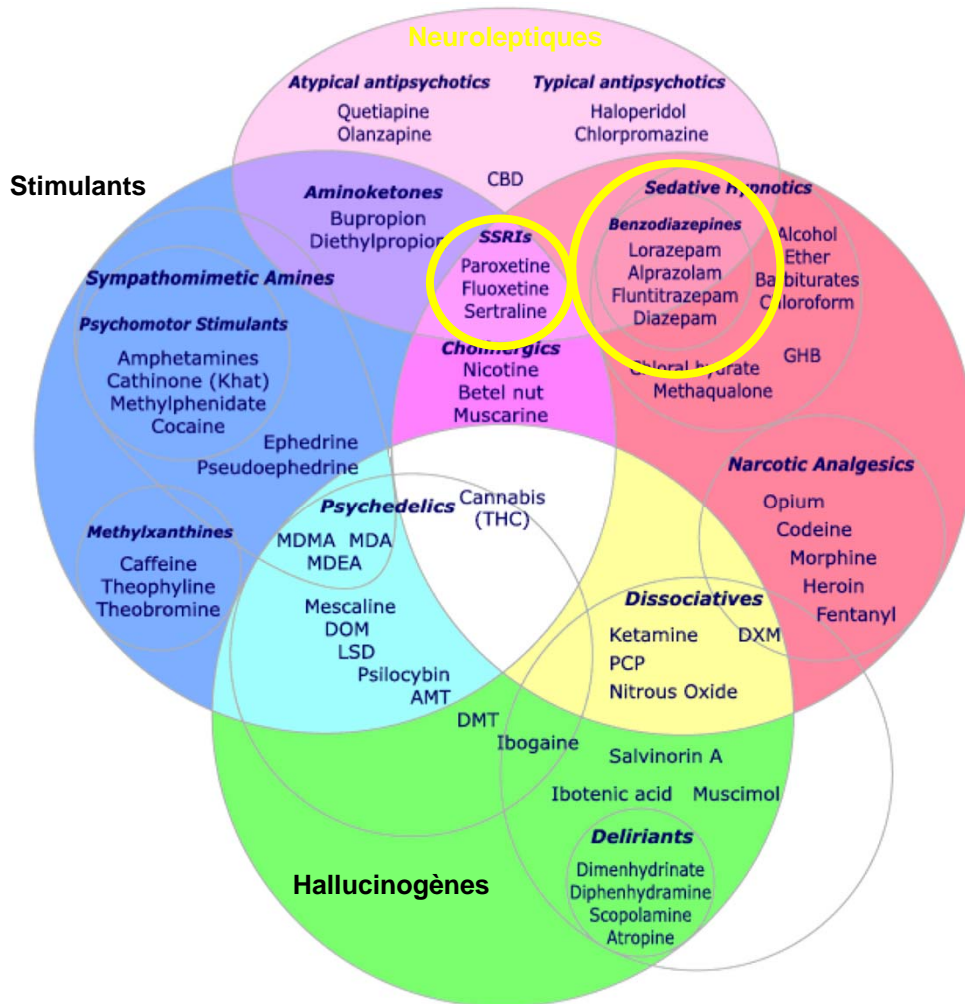 Neuroleptiques
Atypical antipsychotics
Quetiapine
Olanzapine
Typical antipsychotics
Haloperidol
Chlorpromazine
CBD
Stimulants
Aminoketones
Bupropion
Diethylpropion
SSRIs
Paroxetine
Fluoxetine
Sertraline
Sedative Hypnotics
Benzodiazepines
Lorazepam
Alprazolam
Fluntitrazepam
Diazepam
Alcohol
Ether
Barbiturates
Chloroform
GHB
Chloral hydrate
Methaqualone
Sympathomimetic Amines
Psychomotor Stimulants
Amphetamines
Cathinone (Khat)
Methylphenidate
Cocaine
Ephedrine
Pseudoephedrine
Cholinergics
Nicotine
Betel nut
Muscarine
Narcotic Analgesics
Opium
Codeine
Morphine
Heroin
Fentanyl
Methylxanthines
Caffeine
Theophyline
Theobromine
Psychedelics
MDMA MDA
MDEA
Mescaline
DOM
LSD
Psilocybin
AMT
DMT
Ibogaine
Cannabis
(THC)
Dissociatives
Ketamine
DXM
PCP
Nitrous Oxide
Salvinorin A
Ibotenic acid Muscimol
Deliriants
Dimenhydrinate
Diphenhydramine
Scopolamine
Atropine
Hallucinogènes